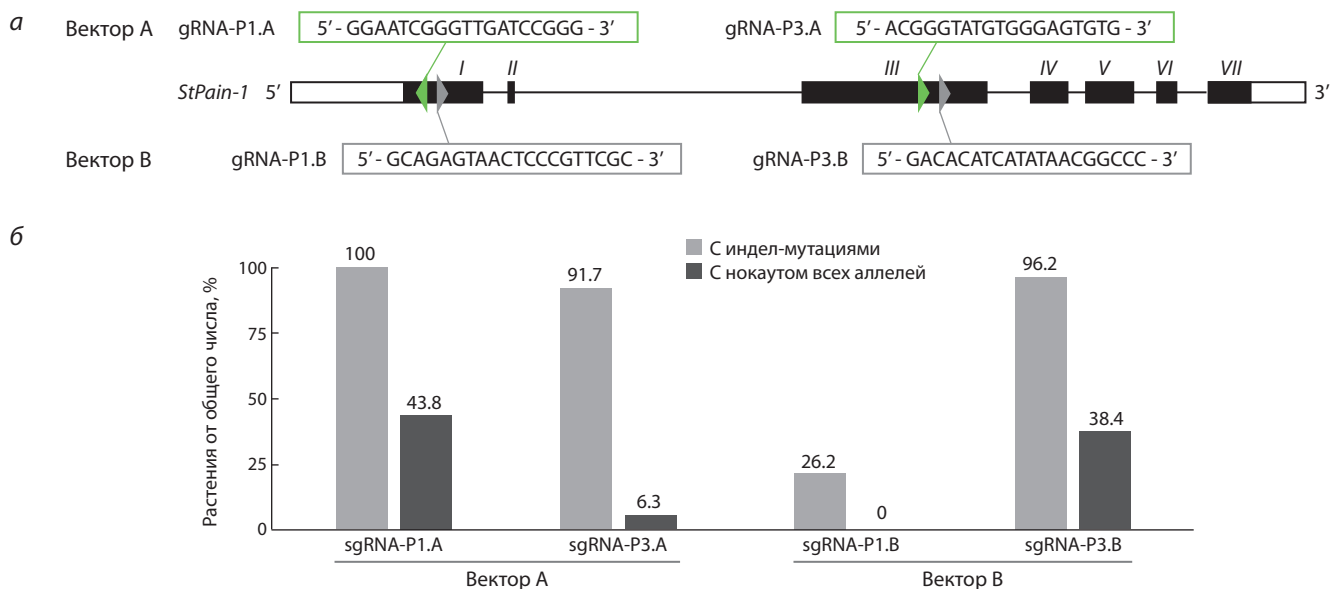 а
Вектор А gRNA-P1.A 5′ - GGAATCGGGTTGATCCGGG - 3′ gRNA-P3.A 5′ - ACGGGTATGTGGGAGTGTG - 3′
I II III IV V VI VII
StPain-1 5′ 3′
Вектор В gRNA-P1.B 5′ - GCAGAGTAACTCCCGTTCGC - 3′ gRNA-P3.B 5′ - GACACATCATATAACGGCCC - 3′
б
С индел-мутациями
С нокаутом всех аллелей
Растения от общего числа, %
100
75
50
25
0
100 43.8 91.7 6.3 26.2 0 96.2 38.4
sgRNA-P1.A sgRNA-P3.A sgRNA-P1.B sgRNA-P3.B
Вектор А Вектор В